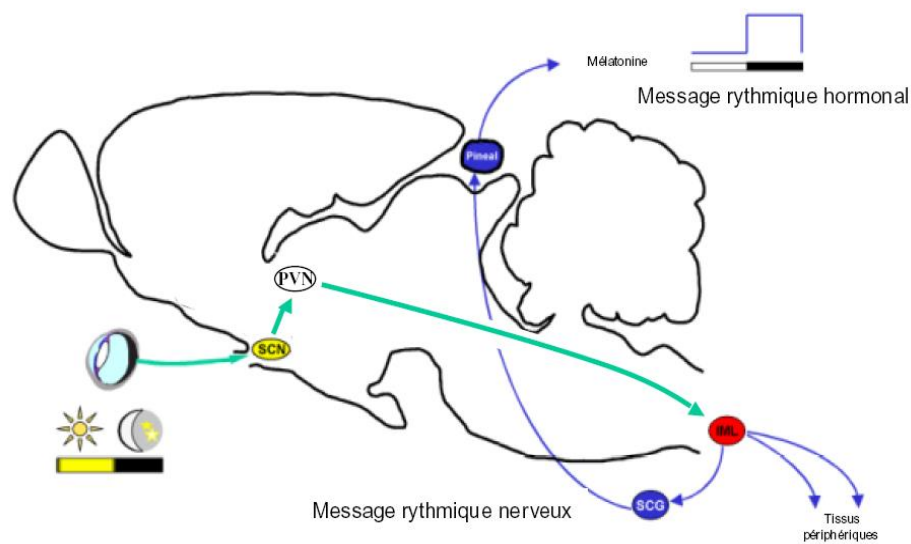 Mélatonine
Message rythmique hormonal
Pineal
PVN
SCN
IML
SCG
Message rythmique nerveux
Tissus
périphériques